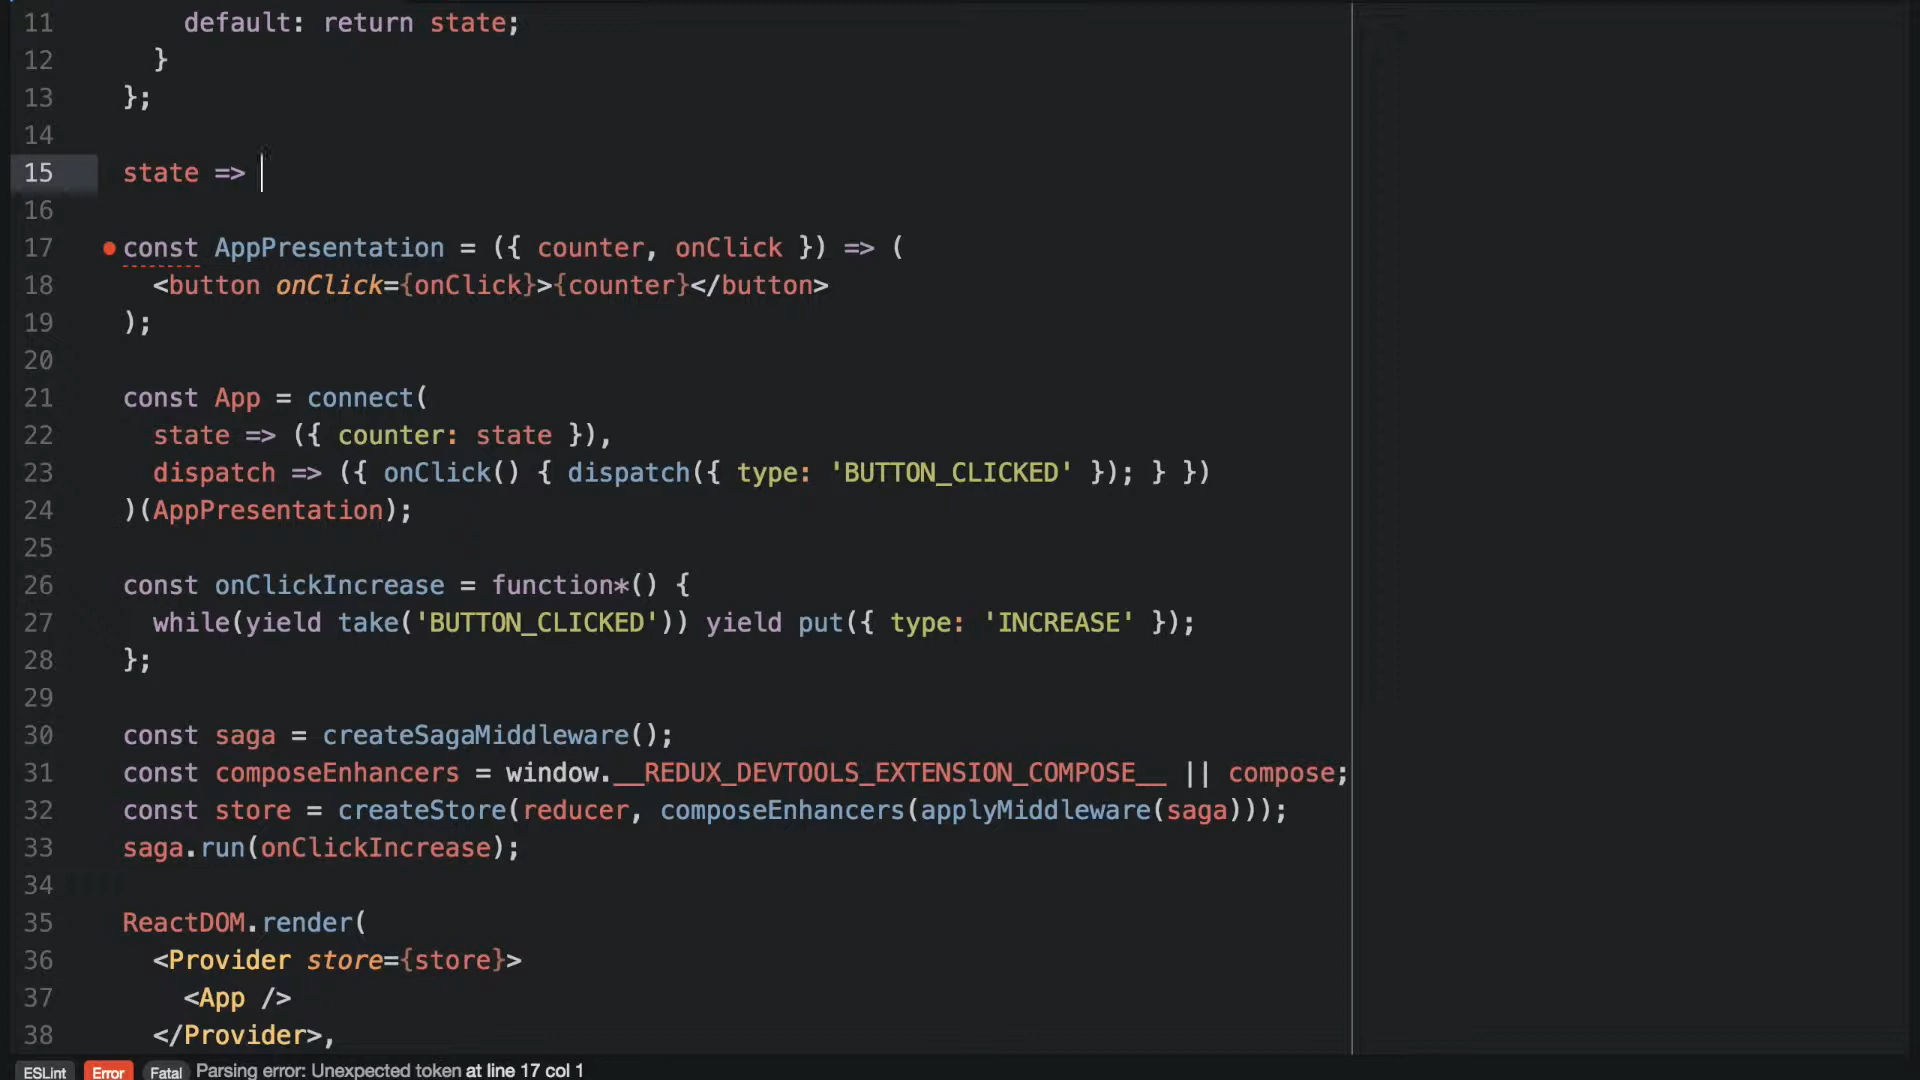 11 default: return state;
12 }
13 };
14
15 state =>
16
17 const AppPresentation = ({ counter, onClick }) => (
18 <button onClick={onClick}>{counter}</button>
19 );
20
21 const App = connect(
22 state => ({ counter: state }),
23 dispatch => ({ onClick() { dispatch({ type: 'BUTTON_CLICKED' }); } })
24 )(AppPresentation);
25
26 const onClickIncrease = function*() {
27 while(yield take('BUTTON_CLICKED')) yield put({ type: 'INCREASE' });
28 };
29
30 const saga = createSagaMiddleware();
31 const composeEnhancers = window.__REDUX_DEVTOOLS_EXTENSION_COMPOSE__ || compose;
32 const store = createStore(reducer, composeEnhancers(applyMiddleware(saga)));
33 saga.run(onClickIncrease);
34
35 ReactDOM.render(
36 <Provider store={store}>
37 <App />
38 </Provider>,
ESLint Error Fatal Parsing error: Unexpected token at line 17 col 1